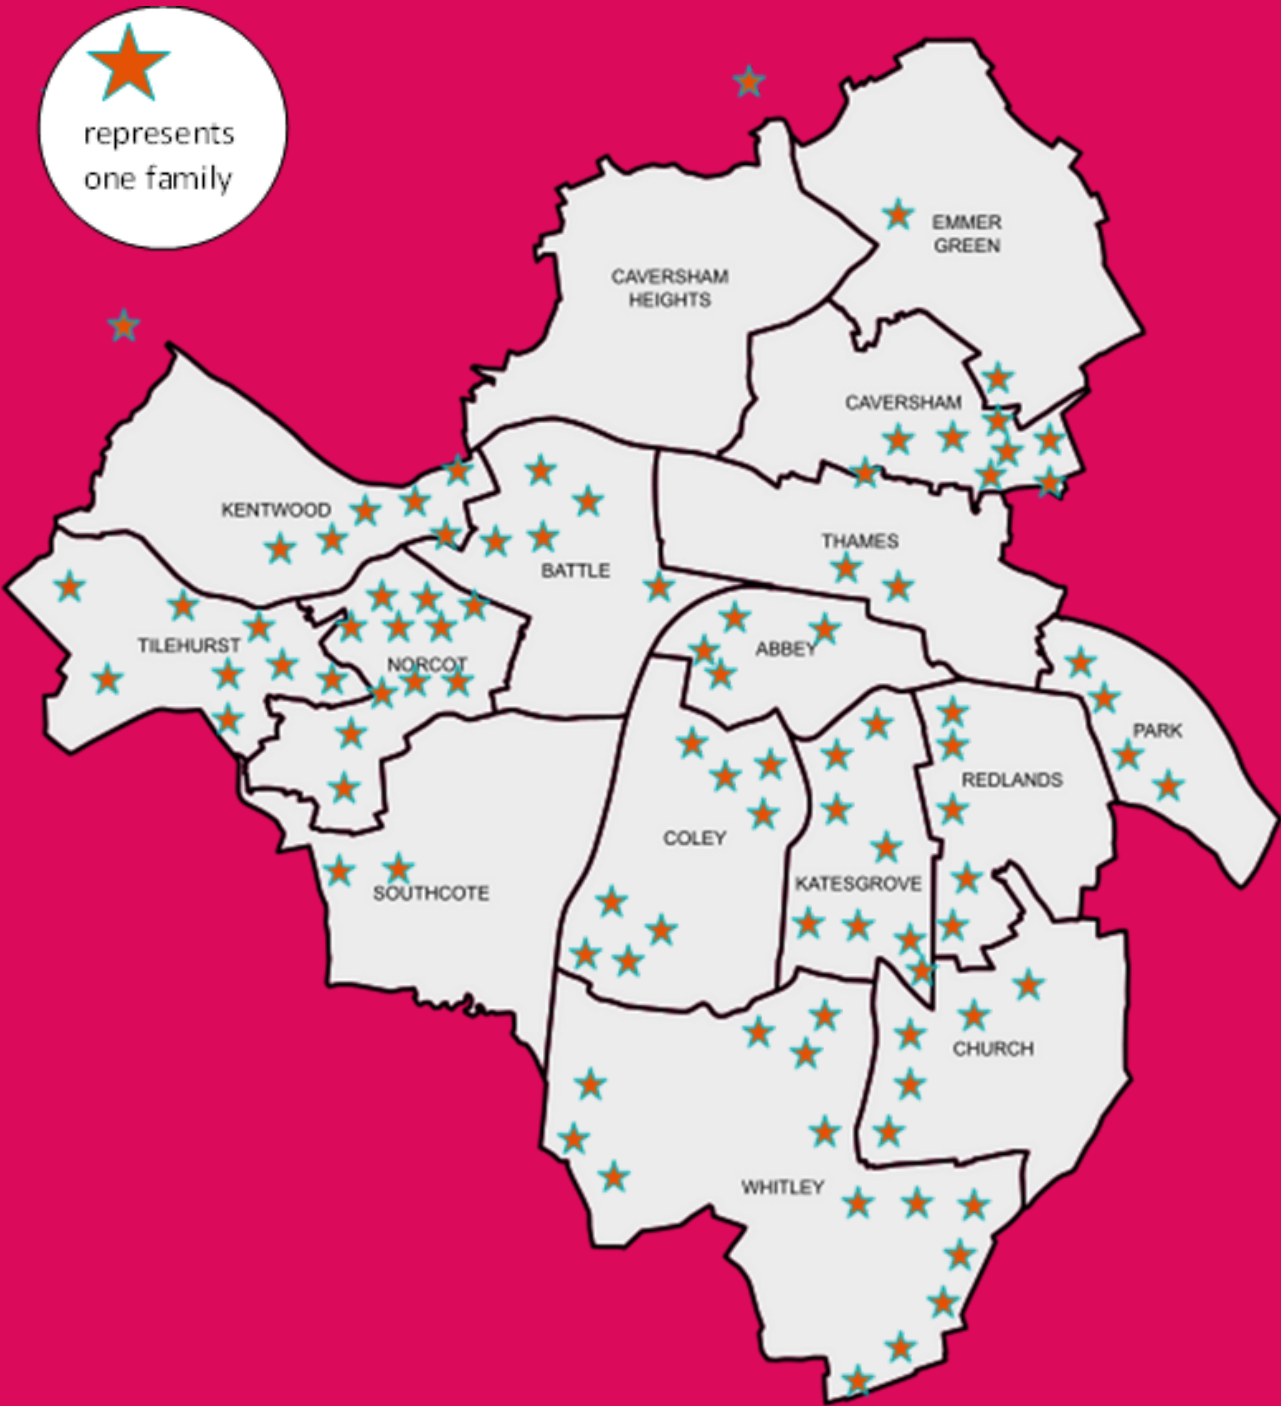 represents
one family
EMMER
GREEN
CAVERSHAM
HEIGHTS
CAVERSHAM
KENTWOOD
THAMES
BATTLE
TILEHURST
ABBEY
NORCOT
PARK
REDLANDS
COLEY
KATESGROVE
SOUTHCOTE
CHURCH
WHITLEY